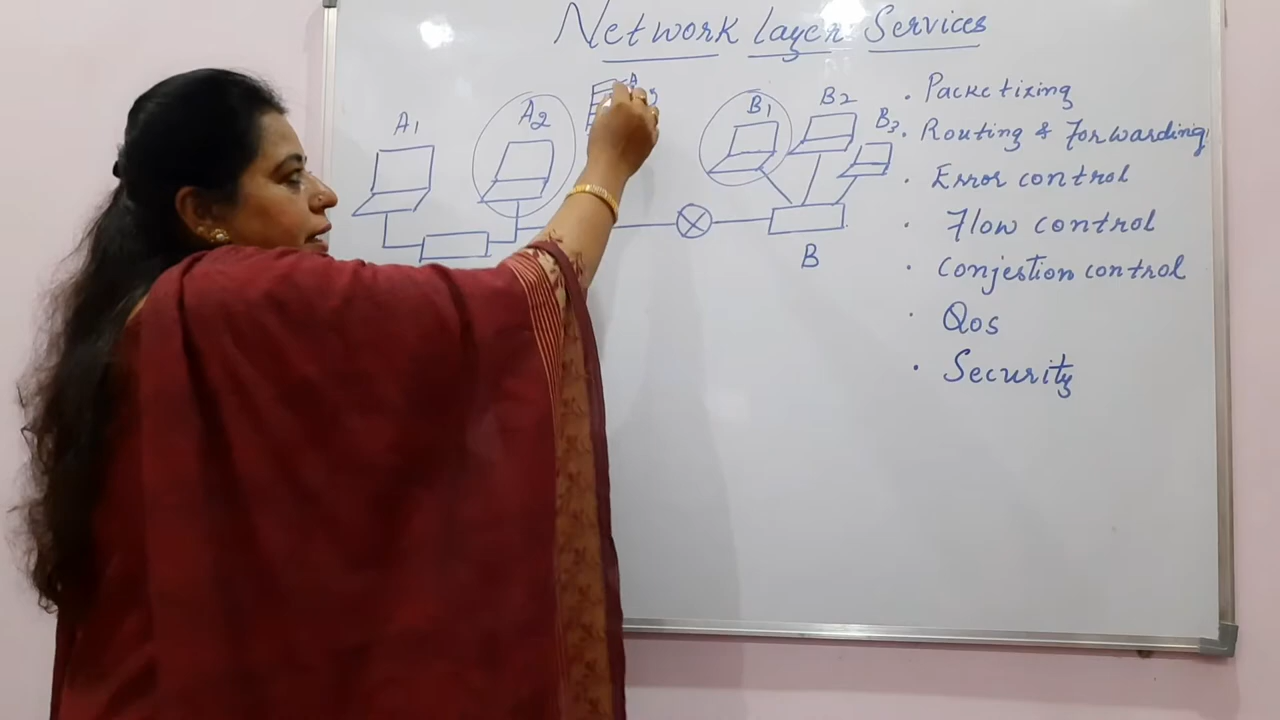 Network Layer Services
A1
A2
A
B1
B2
B3
B
. Packetizing
. Routing & Forwarding
. Error control
. Flow control
. Conjestion control
. Qos
. Security